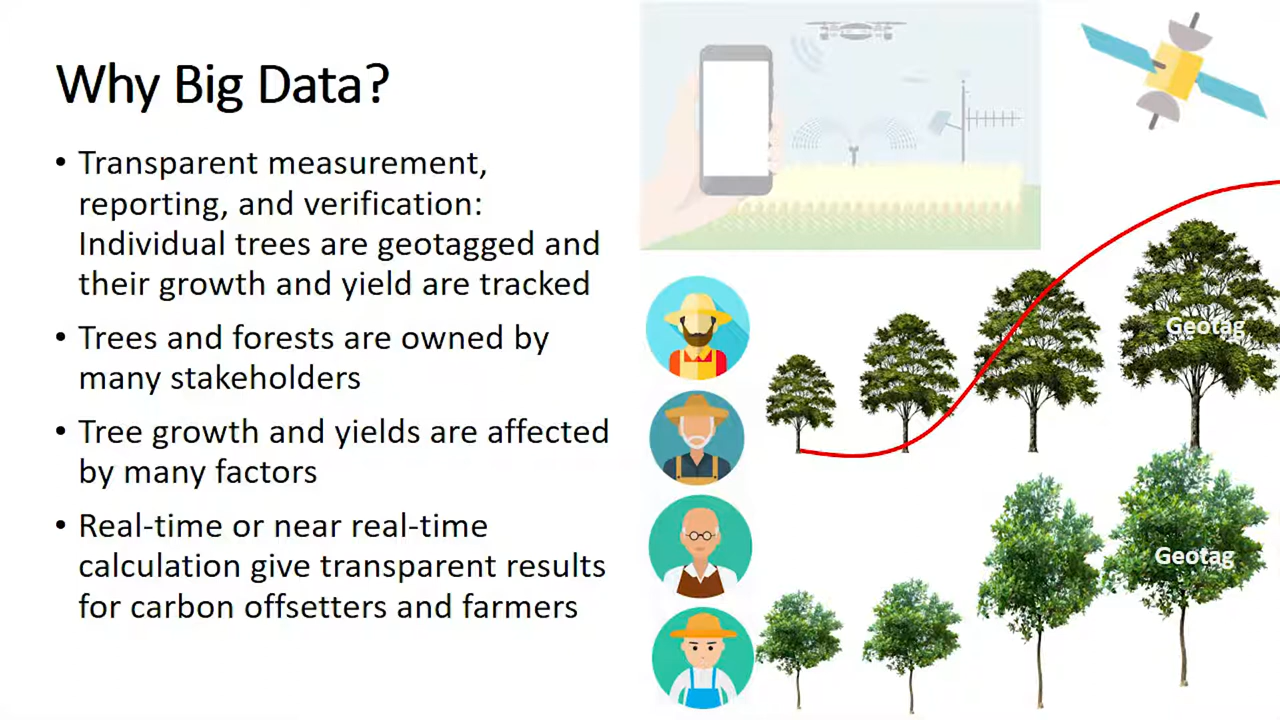 Why Big Data?
• Transparent measurement,
reporting, and verification:
Individual trees are geotagged and
their growth and yield are tracked
• Trees and forests are owned by
many stakeholders
• Tree growth and yields are affected
by many factors
• Real-time or near real-time
calculation give transparent results
for carbon offsetters and farmers
Geotag
Geotag